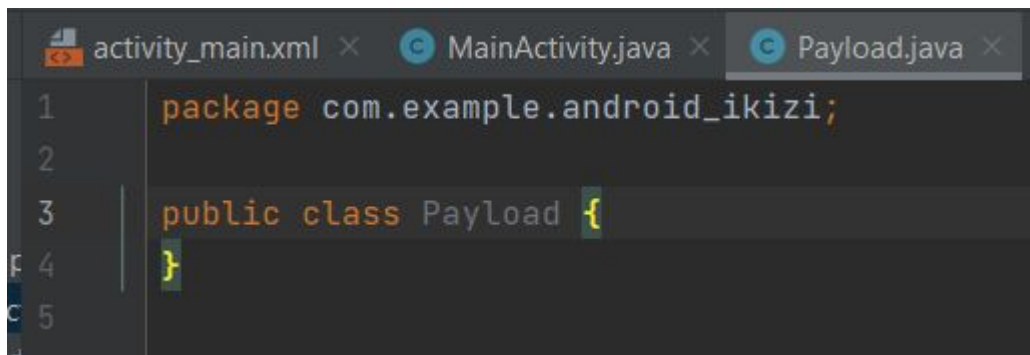 activity_main.xml MainActivity.java Payload.java
1 package com.example.android_ikizi;
2
3 public class Payload {
4 }
5